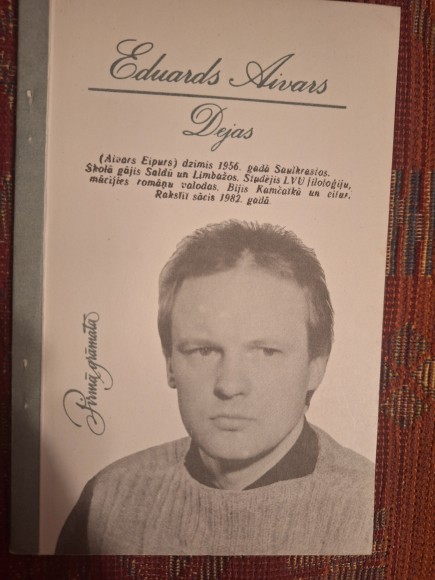 Eduards Aivars
Dejas
(Aivars Eipurs) dzimis 1956. gadā Saulkrastos.
Skolā gājis Saldū un Limbažos. Studējis LVU filoloģiju,
mācījies romāņu valodas. Bijis Kamčatkā un citur.
Rakstīt sācis 1982. gadā.
Pirmā grāmata